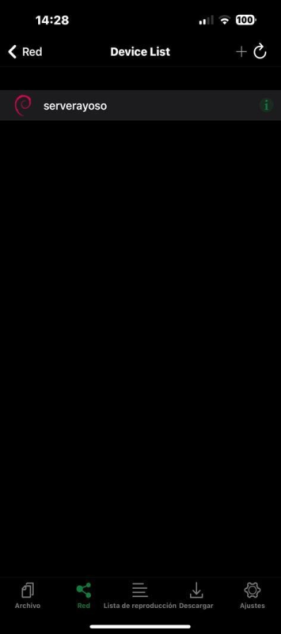 14:28
100
Red
Device List
serverayoso
Archivo
Red
Lista de reproducción
Descargar
Ajustes